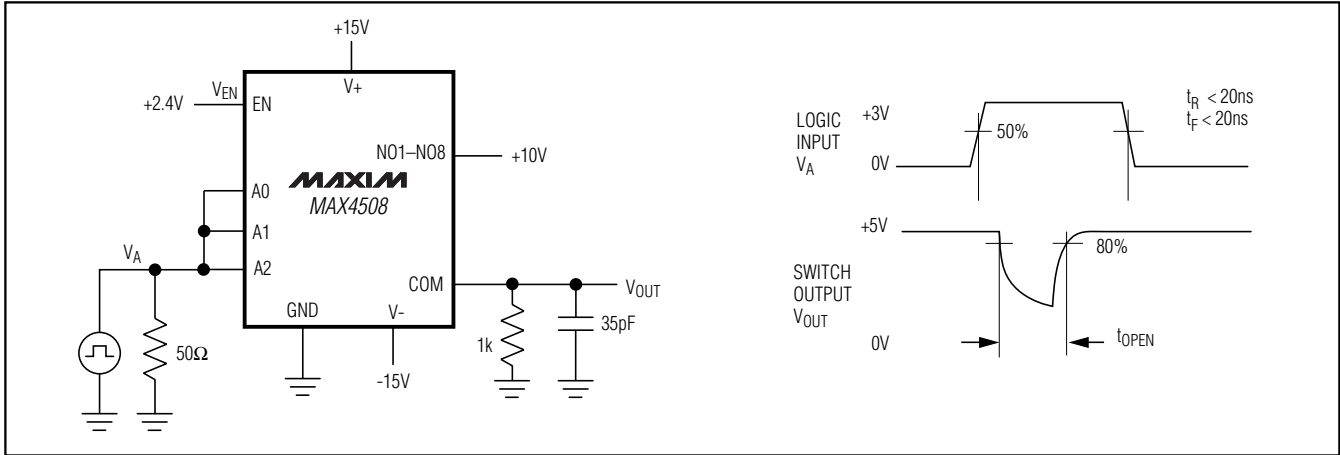 +15V
V+
+2.4V
VEN
EN
NO1–NO8
+10V
MAXIM
MAX4508
A0
A1
A2
VA
COM
VOUT
GND
V-
50Ω
1k
35pF
-15V
LOGIC
INPUT
VA
+3V
0V
50%
tR < 20ns
tF < 20ns
+5V
80%
SWITCH
OUTPUT
VOUT
0V
tOPEN